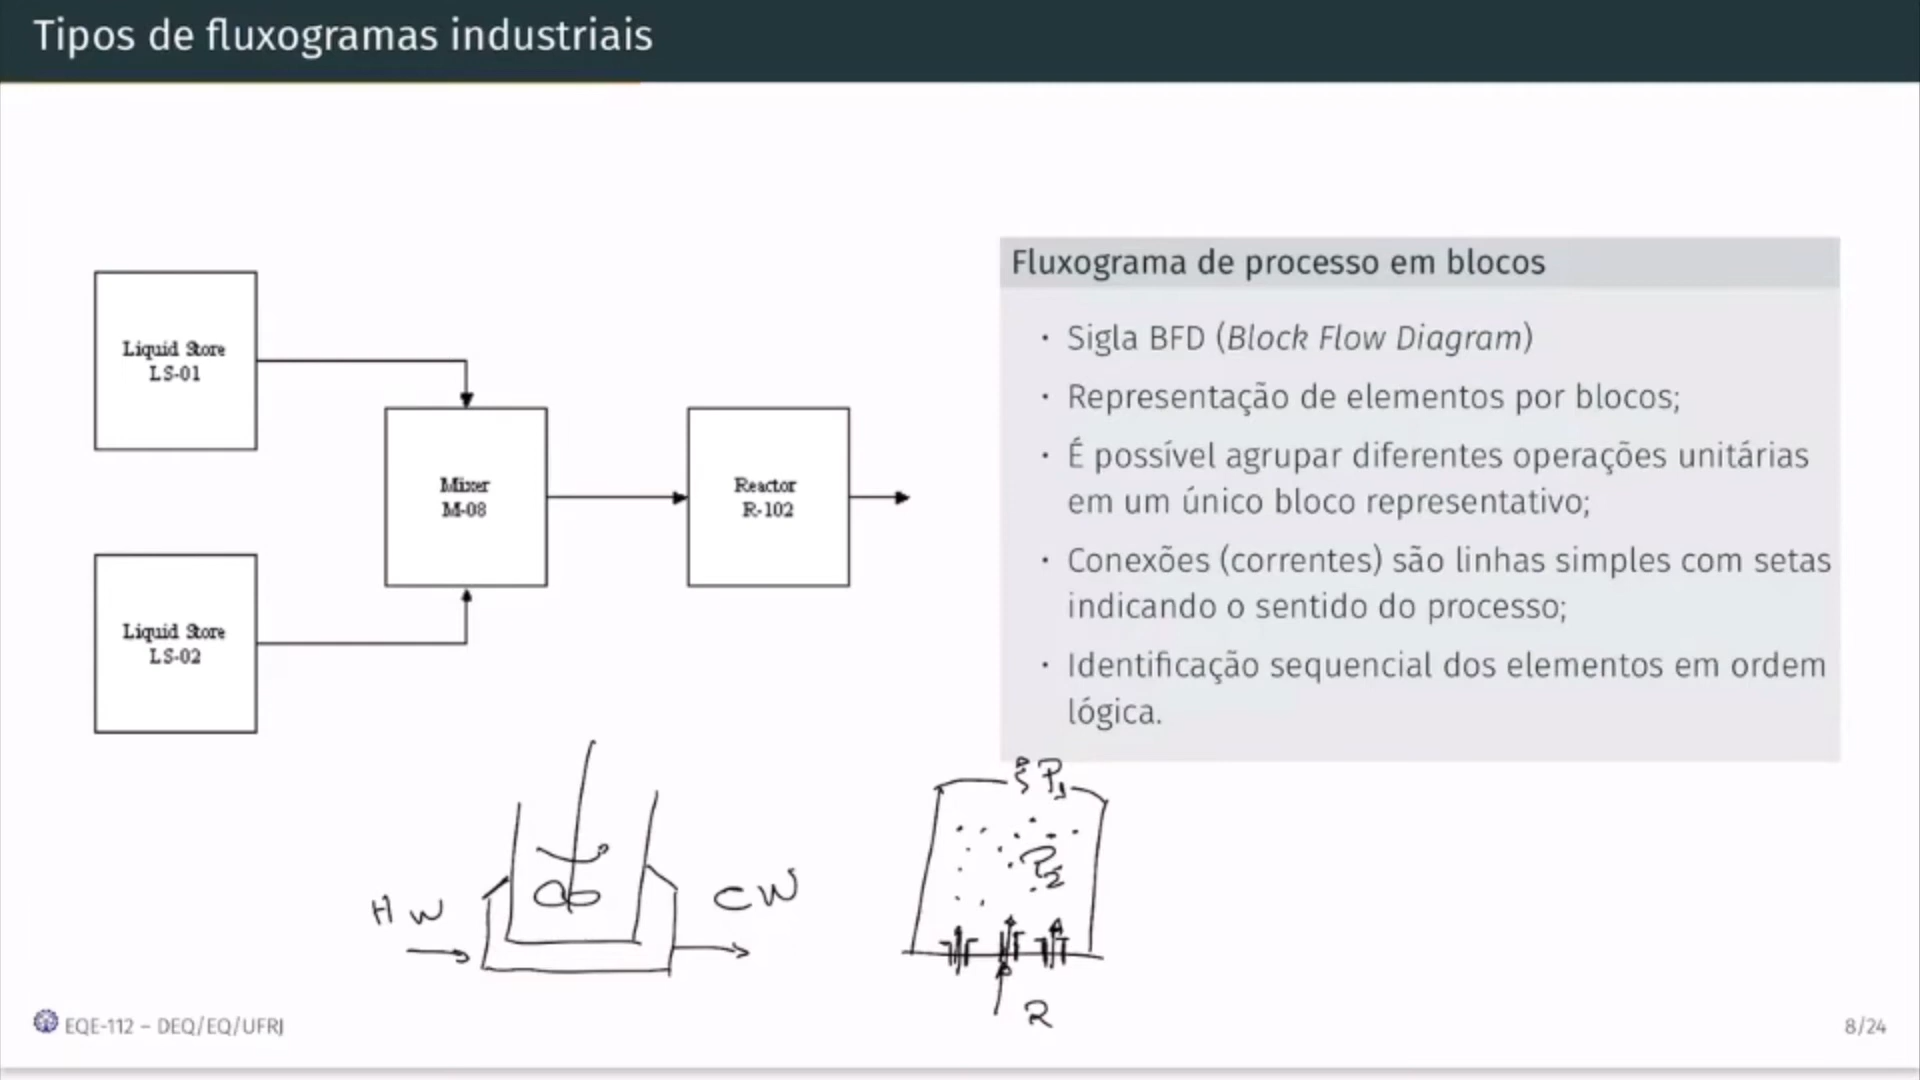 Tipos de fluxogramas industriais
Liquid Store
LS-01
Mixer
M-08
Reactor
R-102
Liquid Store
LS-02
Fluxograma de processo em blocos
· Sigla BFD (Block Flow Diagram)
· Representação de elementos por blocos;
· É possível agrupar diferentes operações unitárias
em um único bloco representativo;
· Conexões (correntes) são linhas simples com setas
indicando o sentido do processo;
· Identificação sequencial dos elementos em ordem
lógica.
HW
CW
P1
P2
R
EQE-112 – DEQ/EQ/UFRJ
8/24